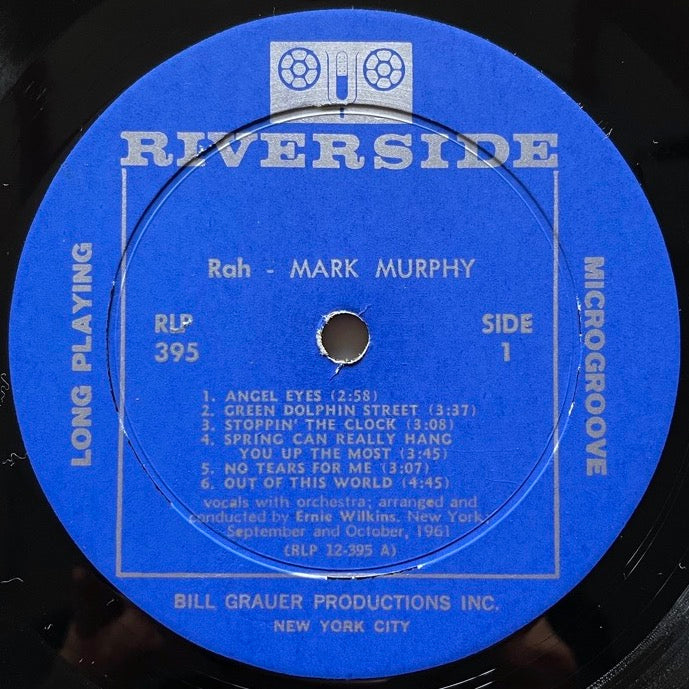 RIVERSIDE
LONG PLAYING
MICROGROOVE
Rah - MARK MURPHY
RLP
395
SIDE
1
1. ANGEL EYES (2:58)
2. GREEN DOLPHIN STREET (3:37)
3. STOPPIN' THE CLOCK (3:08)
4. SPRING CAN REALLY HANG
YOU UP THE MOST (3:45)
5. NO TEARS FOR ME (3:07)
6. OUT OF THIS WORLD (4:45)
vocals with orchestra; arranged and
conducted by Ernie Wilkins. New York,
September and October, 1961
(RLP 12-395 A)
BILL GRAUER PRODUCTIONS INC.
NEW YORK CITY